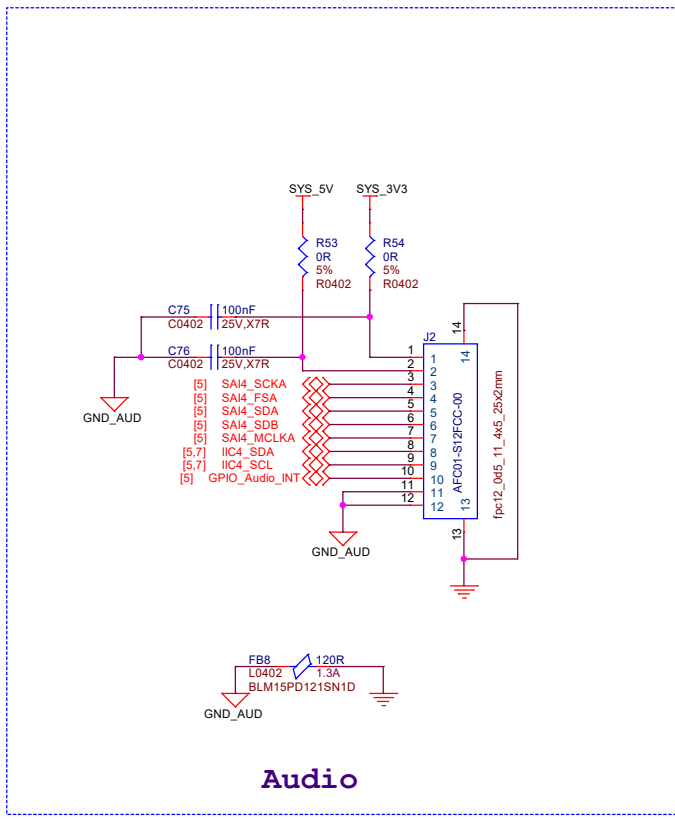 SYS_5V SYS_3V3
R53 R54
0R 0R
5% 5%
R0402 R0402
C75 100nF
C0402 25V,X7R
C76 100nF
C0402 25V,X7R
GND_AUD
J2
14
14
1 1
2 2
[5] SAI4_SCKA 3 3
[5] SAI4_FSA 4 4
[5] SAI4_SDA 5 5
[5] SAI4_SDB 6 6
[5] SAI4_MCLKA 7 7
[5,7] IIC4_SDA 8 8
[5,7] IIC4_SCL 9 9
[5] GPIO_Audio_INT 10 10
11 11
12 12
13
13
AFC01-S12FCC-00
fpc12_0d5_11_4x5_25x2mm
GND_AUD
FB8 120R
L0402 1.3A
BLM15PD121SN1D
GND_AUD
Audio